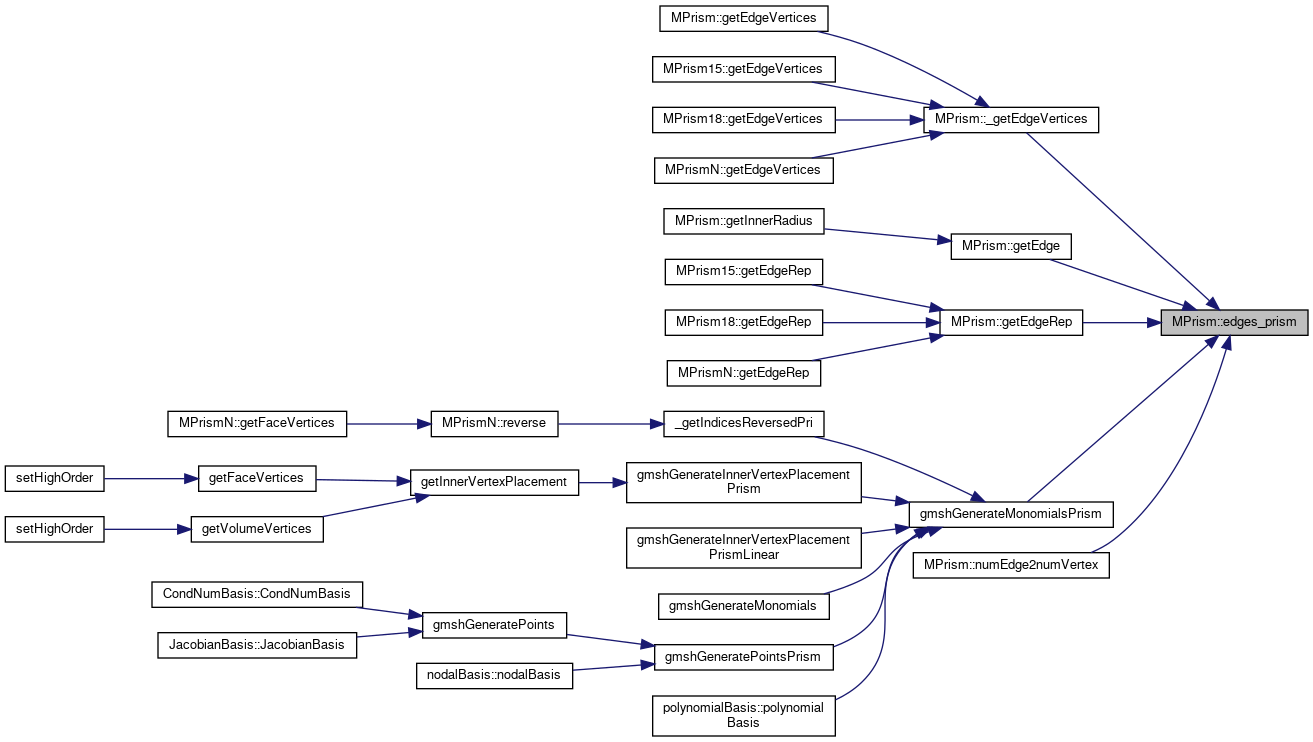 MPrism::getEdgeVertices
MPrism15::getEdgeVertices
MPrism18::getEdgeVertices
MPrism::_getEdgeVertices
MPrismN::getEdgeVertices
MPrism::getInnerRadius
MPrism::getEdge
MPrism15::getEdgeRep
MPrism18::getEdgeRep
MPrism::getEdgeRep
MPrism::edges_prism
MPrismN::getEdgeRep
MPrismN::getFaceVertices
MPrismN::reverse
_getIndicesReversedPri
setHighOrder
getFaceVertices
getInnerVertexPlacement
gmshGenerateInnerVertexPlacement
Prism
gmshGenerateMonomialsPrism
setHighOrder
getVolumeVertices
gmshGenerateInnerVertexPlacement
PrismLinear
MPrism::numEdge2numVertex
CondNumBasis::CondNumBasis
gmshGenerateMonomials
gmshGeneratePoints
JacobianBasis::JacobianBasis
gmshGeneratePointsPrism
nodalBasis::nodalBasis
polynomialBasis::polynomial
Basis